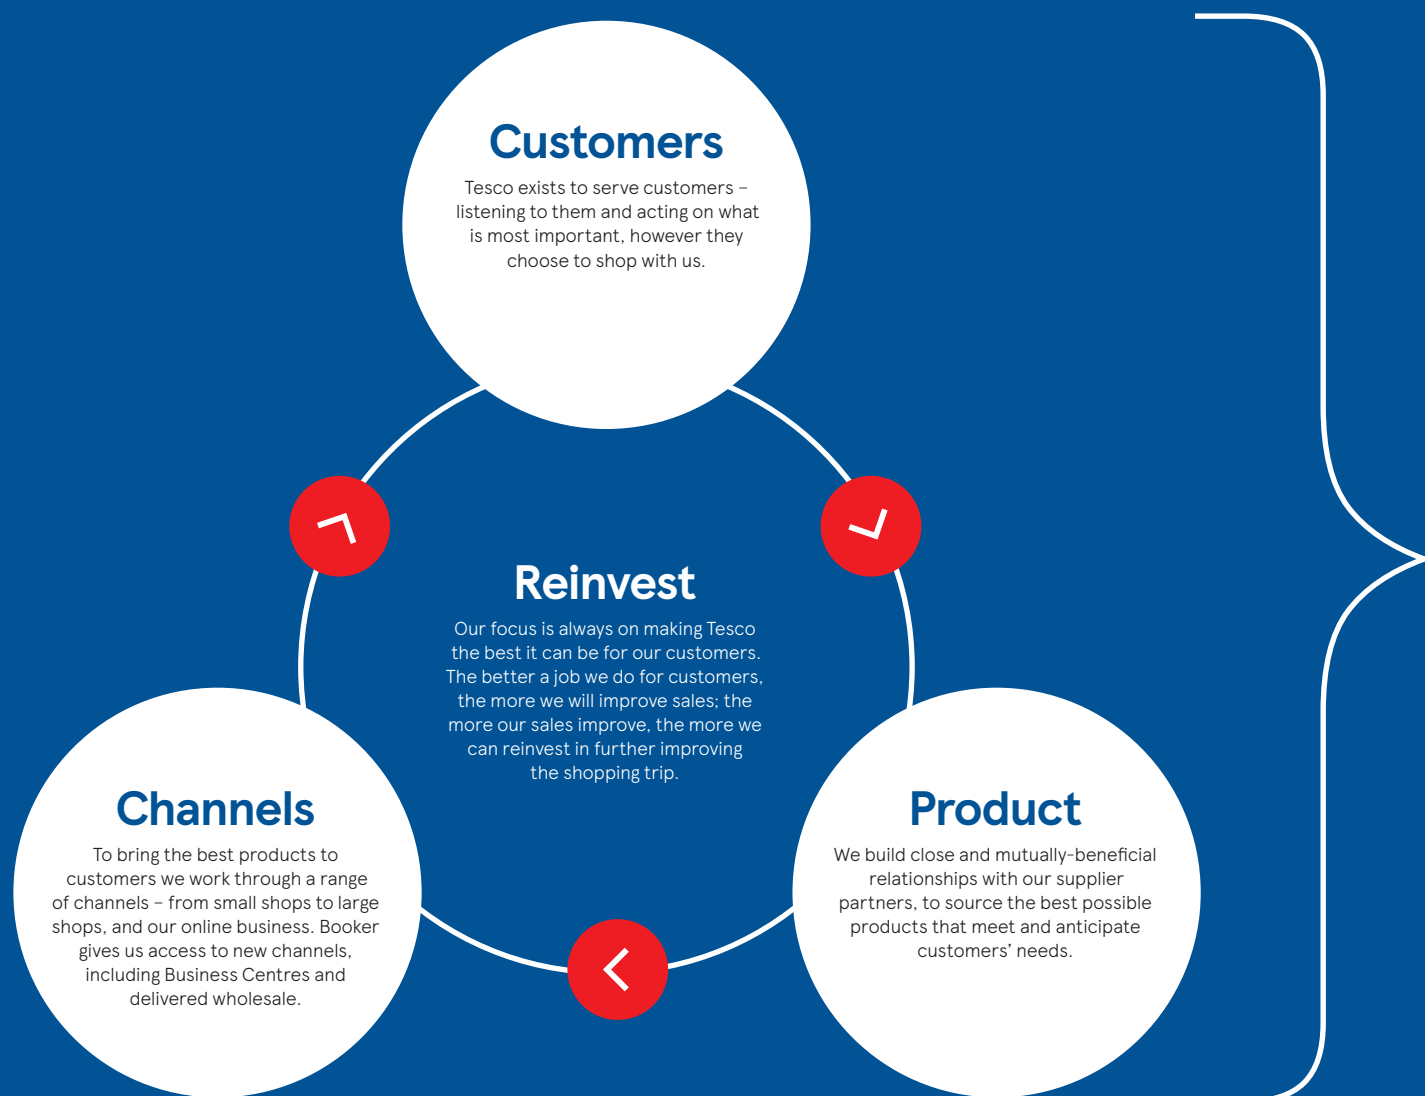 Customers
Tesco exists to serve customers –
listening to them and acting on what
is most important, however they
choose to shop with us.
Reinvest
Our focus is always on making Tesco
the best it can be for our customers.
The better a job we do for customers,
the more we will improve sales; the
more our sales improve, the more we
can reinvest in further improving
the shopping trip.
Channels
To bring the best products to
customers we work through a range
of channels – from small shops to large
shops, and our online business. Booker
gives us access to new channels,
including Business Centres and
delivered wholesale.
Product
We build close and mutually-beneficial
relationships with our supplier
partners, to source the best possible
products that meet and anticipate
customers’ needs.